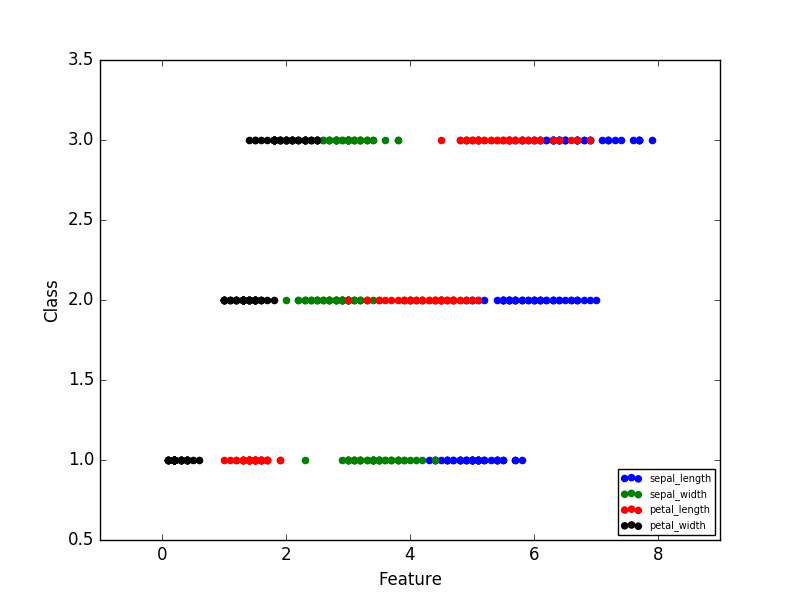 3.5
3.0
2.5
2.0
1.5
1.0
0.5
Class
0 2 4 6 8
Feature
sepal_length
sepal_width
petal_length
petal_width